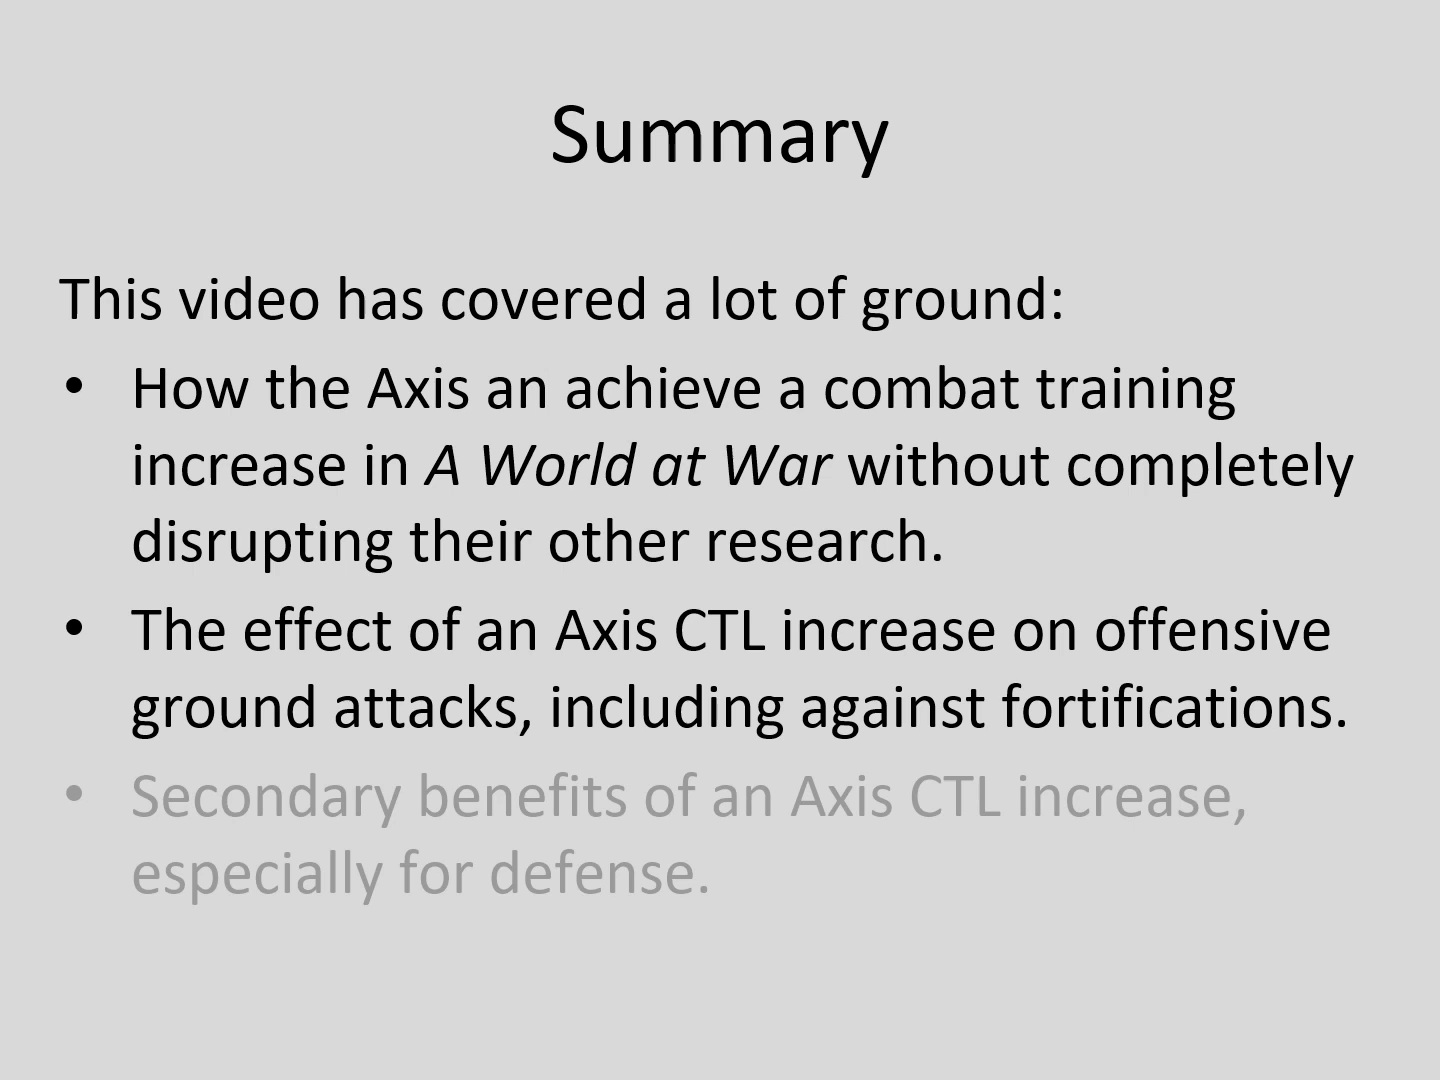 Summary
This video has covered a lot of ground:
• How the Axis an achieve a combat training
increase in A World at War without completely
disrupting their other research.
• The effect of an Axis CTL increase on offensive
ground attacks, including against fortifications.
• Secondary benefits of an Axis CTL increase,
especially for defense.